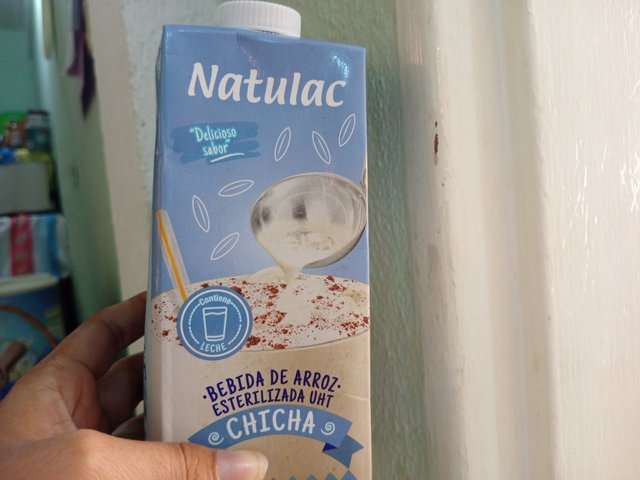 Natulac
"Delicioso
sabor"
Contiene
LECHE
·BEBIDA DE ARROZ·
ESTERILIZADA UHT
CHICHA